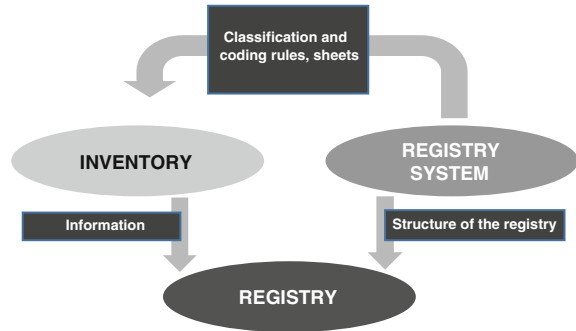 Classification and
coding rules, sheets
INVENTORY
REGISTRY
SYSTEM
Information
Structure of the registry
REGISTRY